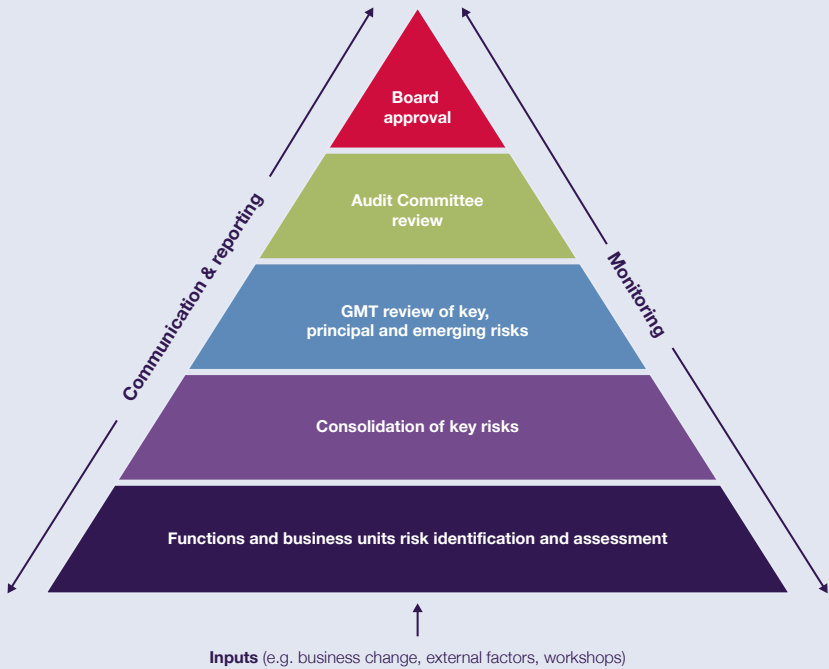 Board
approval
Audit Committee
review
Communication & reporting
Monitoring
GMT review of key,
principal and emerging risks
Consolidation of key risks
Functions and business units risk identification and assessment
Inputs (e.g. business change, external factors, workshops)